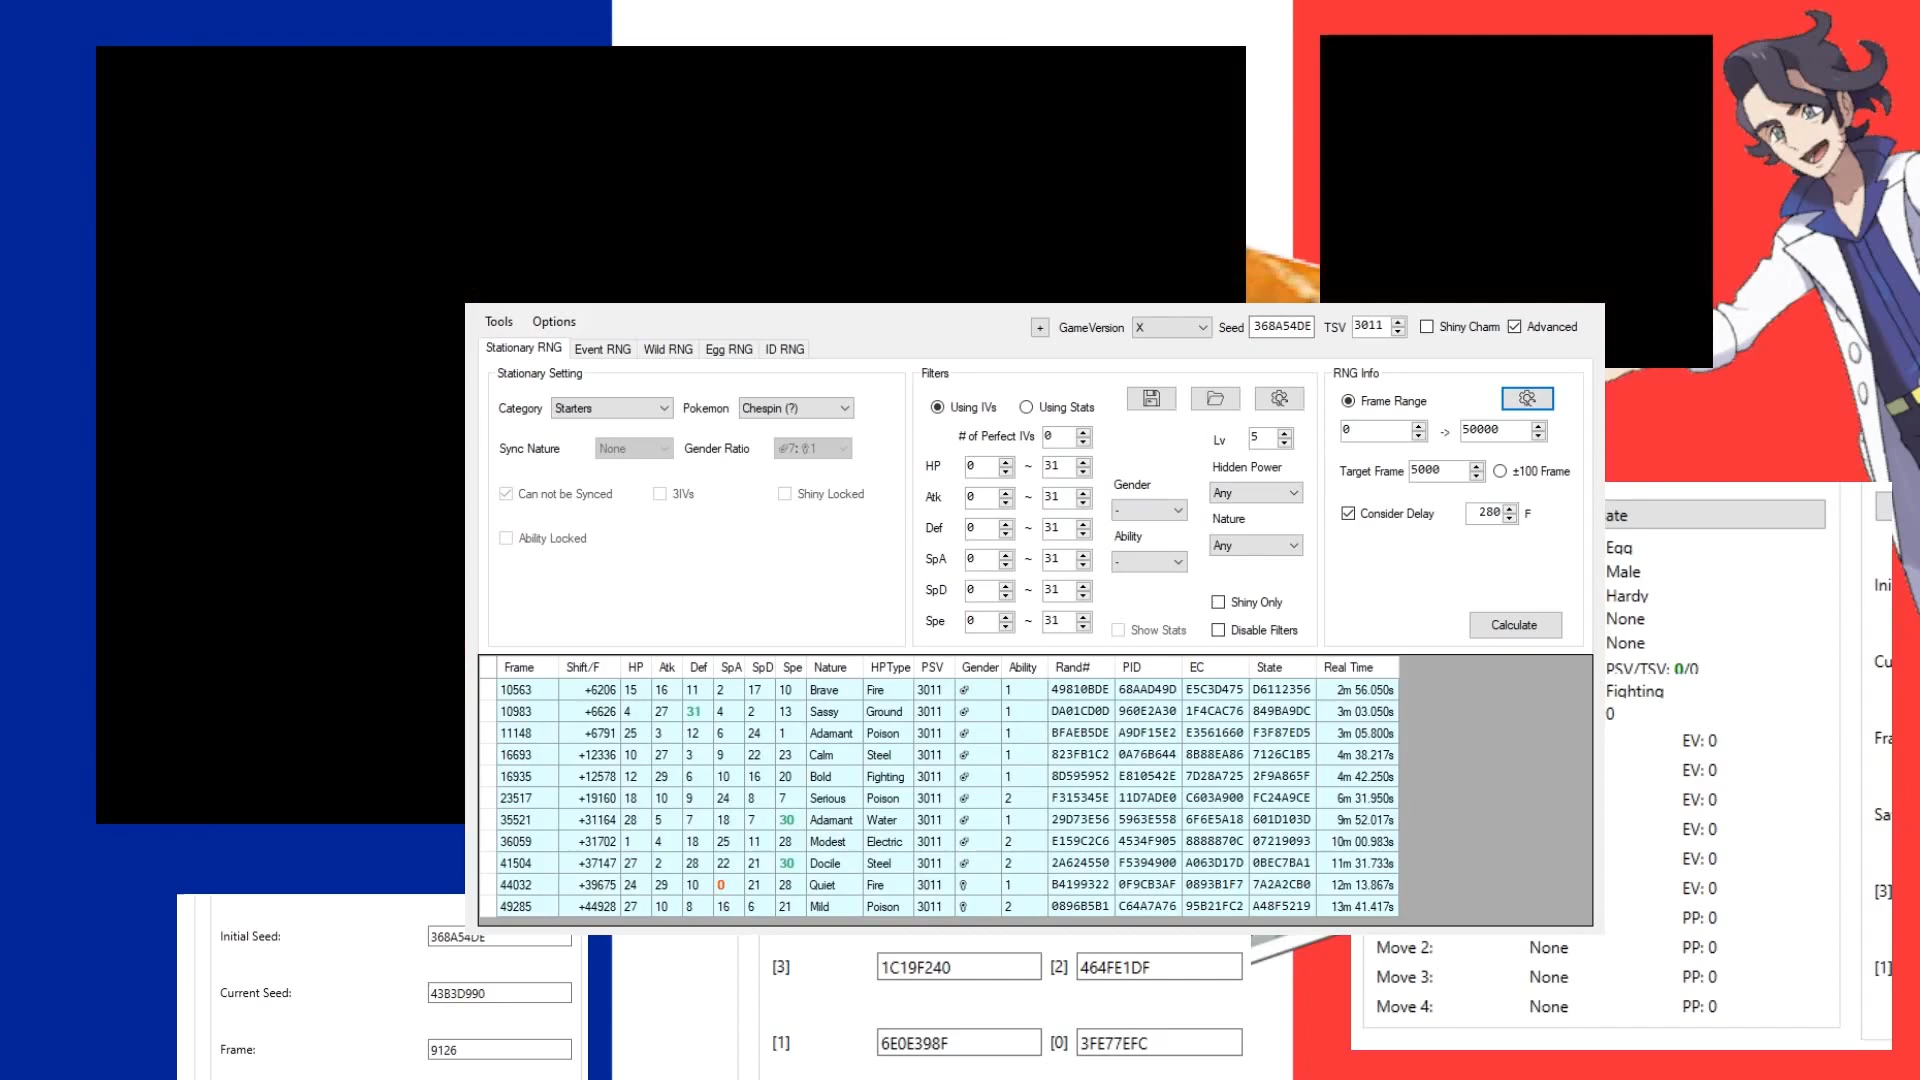 Tools Options
+ GameVersion X Seed 368A54DE TSV 3011 Shiny Charm Advanced
Stationary RNG Event RNG Wild RNG Egg RNG ID RNG
Stationary Setting
Category Starters Pokemon Chespin (?)
Sync Nature None Gender Ratio ♂7:♀1
Can not be Synced 3IVs Shiny Locked
Ability Locked
Filters
Using IVs Using Stats
# of Perfect IVs 0
HP 0 ~ 31
Atk 0 ~ 31
Def 0 ~ 31
SpA 0 ~ 31
SpD 0 ~ 31
Spe 0 ~ 31
Gender
-
Ability
-
Show Stats
Lv 5
Hidden Power
Any
Nature
Any
Shiny Only
Disable Filters
RNG Info
Frame Range
0 -> 50000
Target Frame 5000 ±100 Frame
Consider Delay 280 F
Calculate
Frame Shift/F HP Atk Def SpA SpD Spe Nature HPType PSV Gender Ability Rand# PID EC State Real Time
10563 +6206 15 16 11 2 17 10 Brave Fire 3011 ♂ 1 49810BDE 68AAD49D E5C3D475 D6112356 2m 56.050s
10983 +6626 4 27 31 4 2 13 Sassy Ground 3011 ♂ 1 DA01CD0D 960E2A30 1F4CAC76 849BA9DC 3m 03.050s
11148 +6791 25 3 12 6 24 1 Adamant Poison 3011 ♂ 1 BFAEB5DE A9DF15E2 E3561660 F3F87ED5 3m 05.800s
16693 +12336 10 27 3 9 22 23 Calm Steel 3011 ♂ 1 823FB1C2 0A76B644 8B88EA86 7126C1B5 4m 38.217s
16935 +12578 12 29 6 10 16 20 Bold Fighting 3011 ♂ 1 8D595952 E810542E 7D28A725 2F9A865F 4m 42.250s
23517 +19160 18 10 9 24 8 7 Serious Poison 3011 ♂ 2 F315345E 11D7ADE0 C603A900 FC24A9CE 6m 31.950s
35521 +31164 28 5 7 18 7 30 Adamant Water 3011 ♂ 1 29D73E56 5963E558 6F6E5A18 601D103D 9m 52.017s
36059 +31702 1 4 18 25 11 28 Modest Electric 3011 ♂ 2 E159C2C6 4534F905 8888870C 07219093 10m 00.983s
41504 +37147 27 2 28 22 21 30 Docile Steel 3011 ♂ 2 2A624550 F5394900 A063D17D 0BEC7BA1 11m 31.733s
44032 +39675 24 29 10 0 21 28 Quiet Fire 3011 ♀ 1 B4199322 0F9CB3AF 0893B1F7 7A2A2CB0 12m 13.867s
49285 +44928 27 10 8 16 6 21 Mild Poison 3011 ♀ 2 0896B5B1 C64A7A76 95B21FC2 A48F5219 13m 41.417s
Initial Seed: 368A54DE
Current Seed: 43B3D990
Frame: 9126
[3] 1C19F240 [2] 464FE1DF
[1] 6E0E398F [0] 3FE77EFC
ate
Egg
Male
Hardy
None
None
PSV/TSV: 0/0
Fighting
0
EV: 0
EV: 0
EV: 0
EV: 0
EV: 0
EV: 0
PP: 0
Move 2: None PP: 0
Move 3: None PP: 0
Move 4: None PP: 0
Ini
Cu
Fra
Sa
[3]
[1]